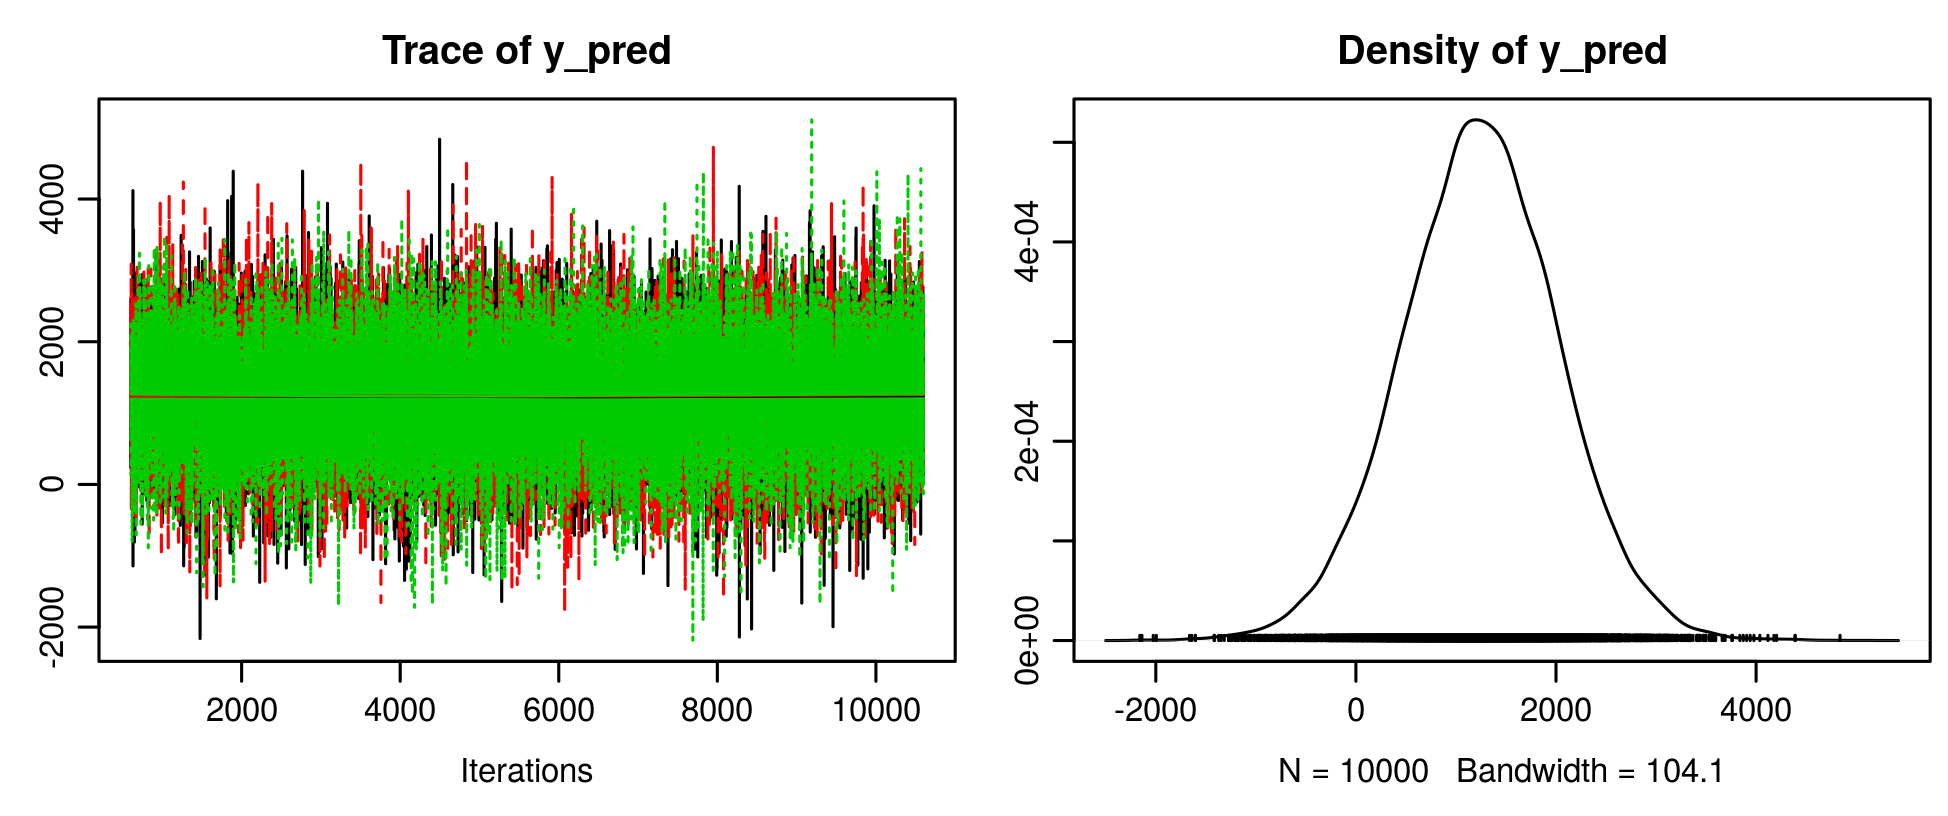 Trace of y_pred
4000
2000
0
-2000
2000 4000 6000 8000 10000
Iterations
Density of y_pred
4e-04
2e-04
0e+00
-2000 0 2000 4000
N = 10000 Bandwidth = 104.1